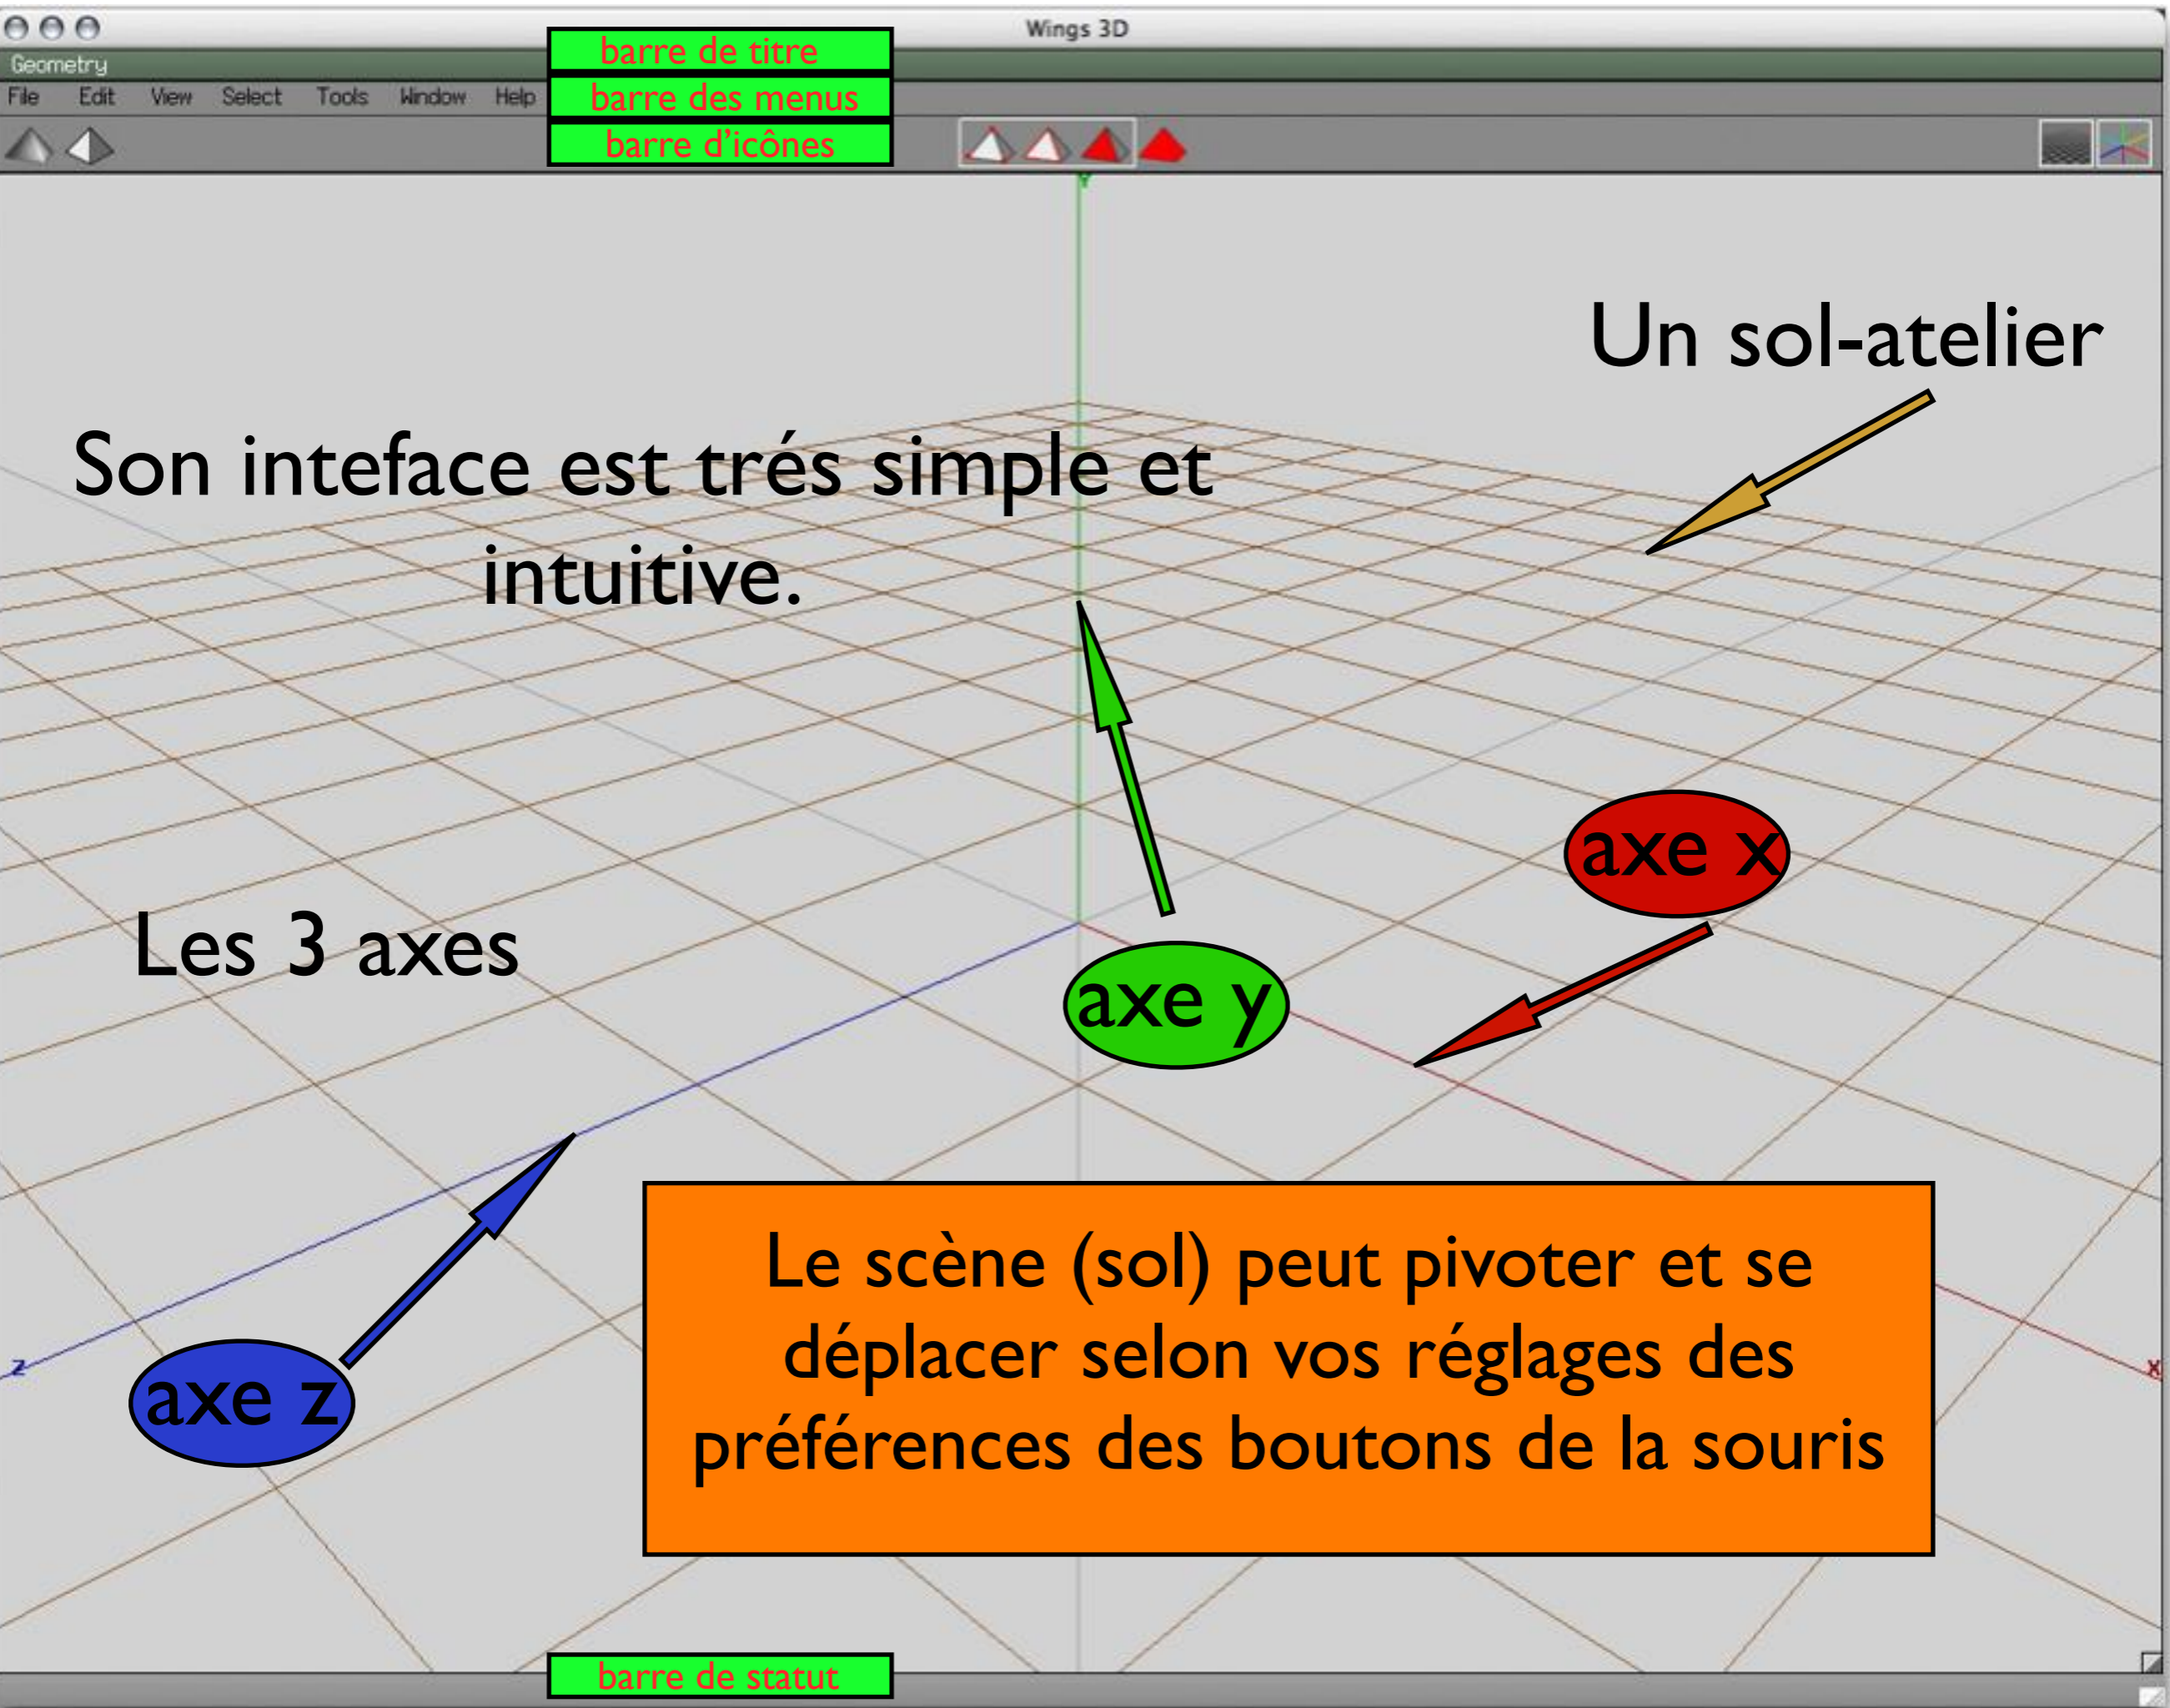 Wings 3D
barre de titre
Geometry
File Edit View Select Tools Window Help
barre des menus
barre d'icônes
Y
Un sol-atelier
Son inteface est trés simple et
intuitive.
axe x
Les 3 axes
axe y
Le scène (sol) peut pivoter et se
déplacer selon vos réglages des
préférences des boutons de la souris
Z
X
axe z
barre de statut